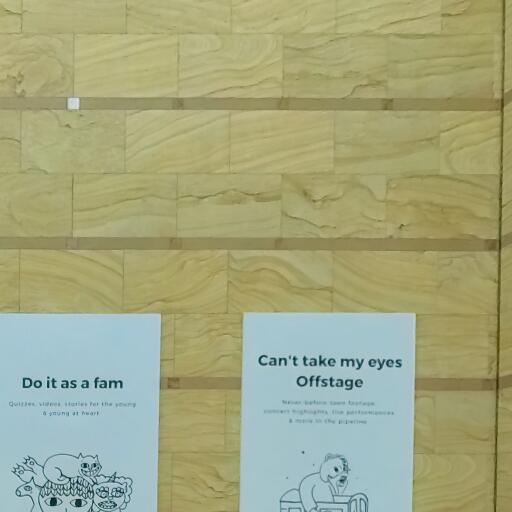 Do it as a fam
Quizzes, videos, stories for the young
& young at heart
Can't take my eyes
Offstage
Never-before seen footage,
concert highlights, live performances
& more in the pipeline